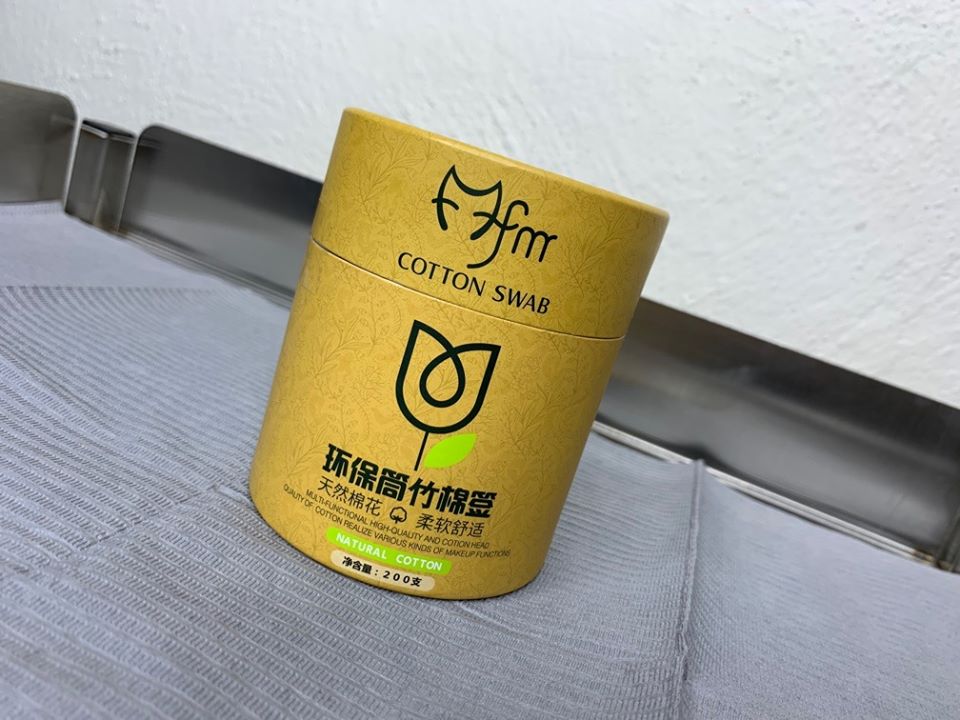 COTTON SWAB
环保筒竹棉签
天然棉花 柔软舒适
MULTI-FUNCTIONAL HIGH-QUALITY AND COTION HEAD
QUALITY OF COTTON REALIZE VARIOUS KINDS OF MAKEUP FUNCTIONS
NATURAL COTTON
净含量：200支